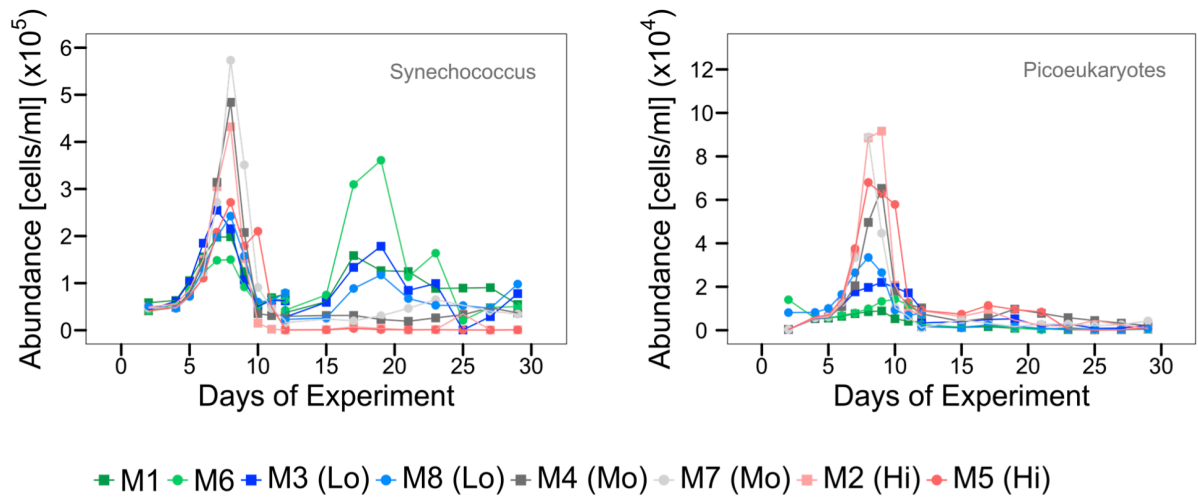 Abundance [cells/ml] (x10⁵)
6
5
4
3
2
1
0
Synechococcus
0 5 10 15 20 25 30
Days of Experiment
Abundance [cells/ml] (x10⁴)
12
10
8
6
4
2
0
Picoeukaryotes
0 5 10 15 20 25 30
Days of Experiment
M1 M6 M3 (Lo) M8 (Lo) M4 (Mo) M7 (Mo) M2 (Hi) M5 (Hi)